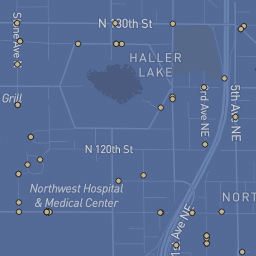 N 130th St
Stone Ave N
HALLER
LAKE
Grill
3rd Ave NE
5th Ave NE
N 120th St
Northwest Hospital
& Medical Center
NORT
1st Ave NE